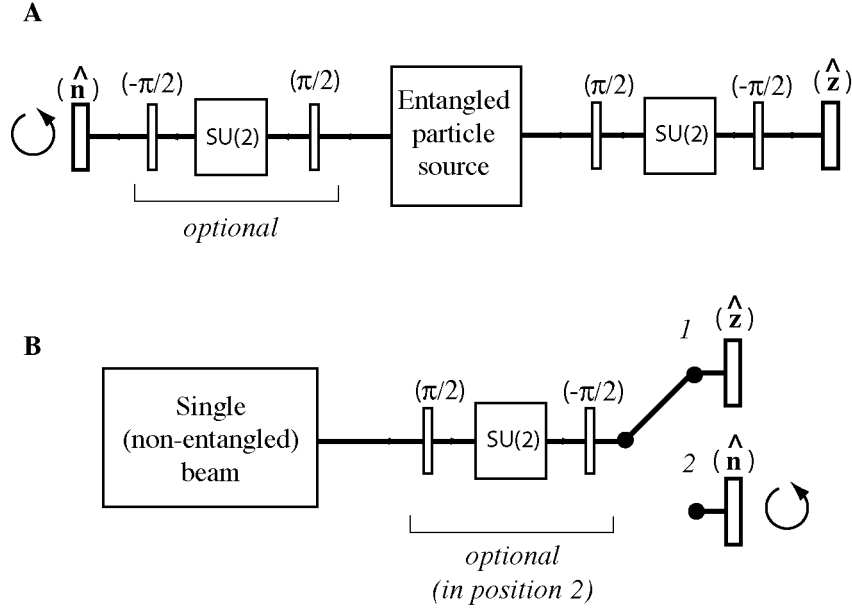 A
(n̂)
(-π/2)
SU(2)
(π/2)
Entangled
particle
source
(π/2)
SU(2)
(-π/2)
(ẑ)
optional
B
Single
(non-entangled)
beam
(π/2)
SU(2)
(-π/2)
1
(ẑ)
2
(n̂)
optional
(in position 2)